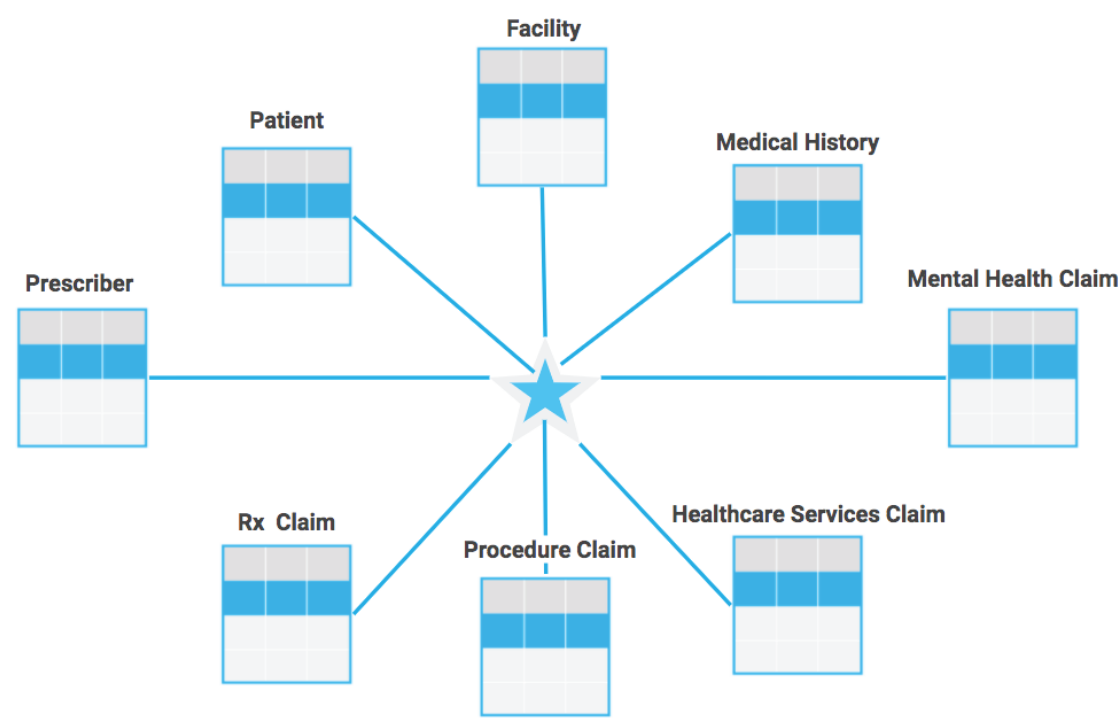 Facility
Patient
Medical History
Prescriber
Mental Health Claim
Rx Claim
Healthcare Services Claim
Procedure Claim